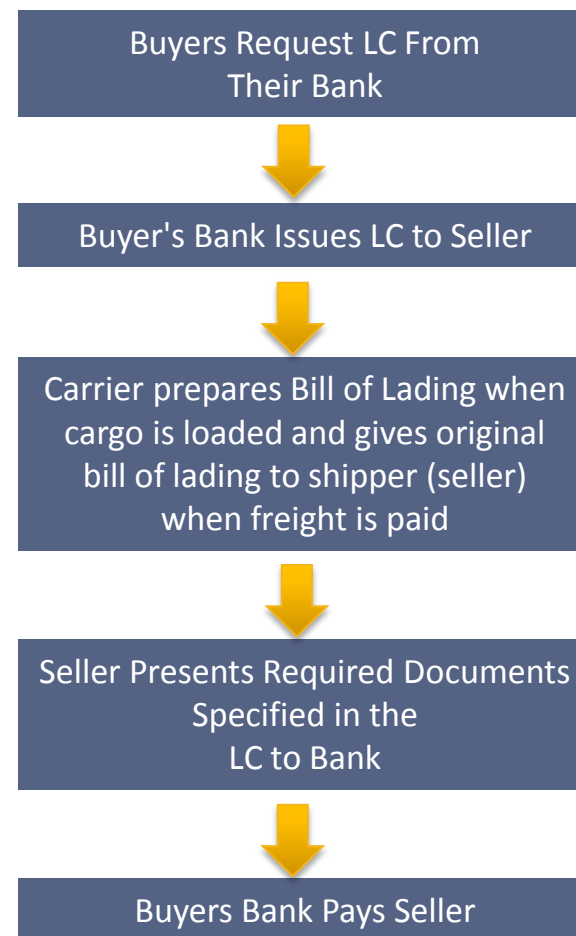 Buyers Request LC From
Their Bank
Buyer's Bank Issues LC to Seller
Carrier prepares Bill of Lading when
cargo is loaded and gives original
bill of lading to shipper (seller)
when freight is paid
Seller Presents Required Documents
Specified in the
LC to Bank
Buyers Bank Pays Seller